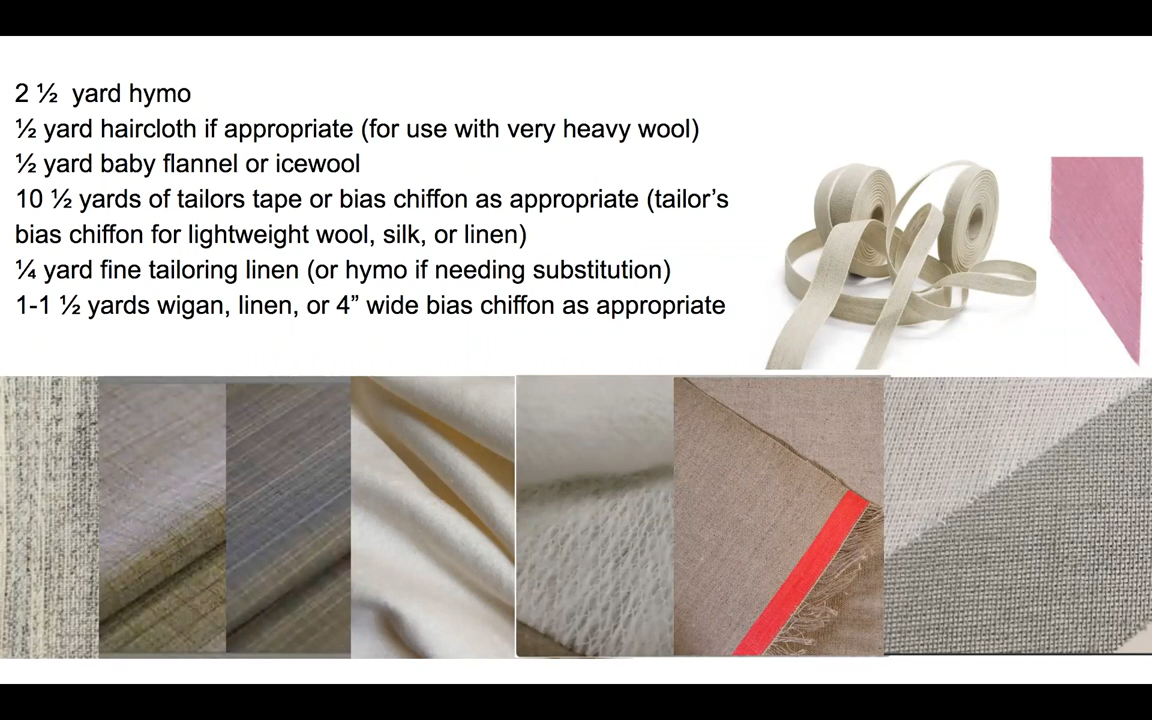 2 ½  yard hymo
½ yard haircloth if appropriate (for use with very heavy wool)
½ yard baby flannel or icewool
10 ½ yards of tailors tape or bias chiffon as appropriate (tailor’s
bias chiffon for lightweight wool, silk, or linen)
¼ yard fine tailoring linen (or hymo if needing substitution)
1-1 ½ yards wigan, linen, or 4” wide bias chiffon as appropriate